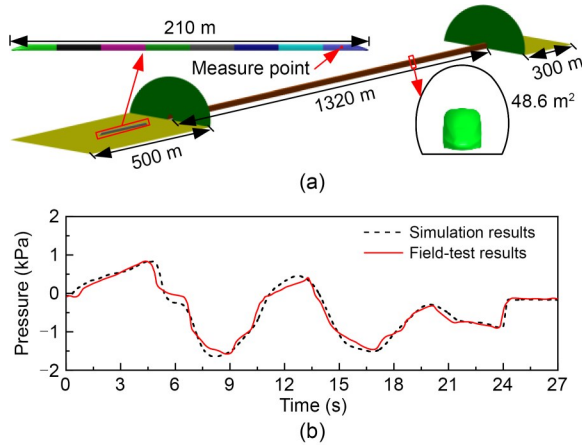 210 m
Measure point
300 m
1320 m
48.6 m²
500 m
(a)
Pressure (kPa)
2
1
0
−1
−2
Simulation results
Field-test results
0 3 6 9 12 15 18 21 24 27
Time (s)
(b)